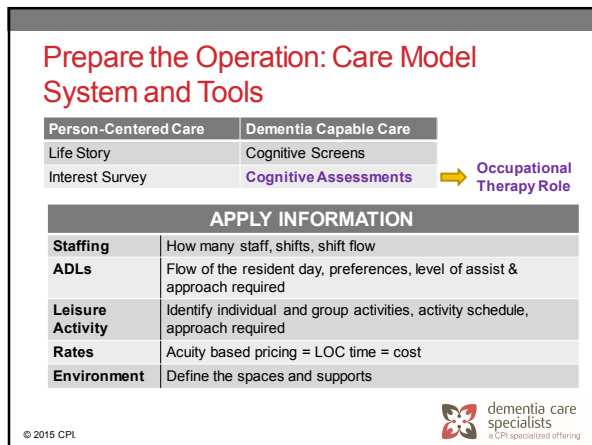 Prepare the Operation: Care Model
System and Tools
Person-Centered Care Dementia Capable Care
Life Story Cognitive Screens
Interest Survey Cognitive Assessments
Occupational
Therapy Role
APPLY INFORMATION
Staffing How many staff, shifts, shift flow
ADLs Flow of the resident day, preferences, level of assist &
approach required
Leisure Identify individual and group activities, activity schedule,
Activity approach required
Rates Acuity based pricing = LOC time = cost
Environment Define the spaces and supports
© 2015 CPI.
dementia care
specialists
a CPI specialized offering